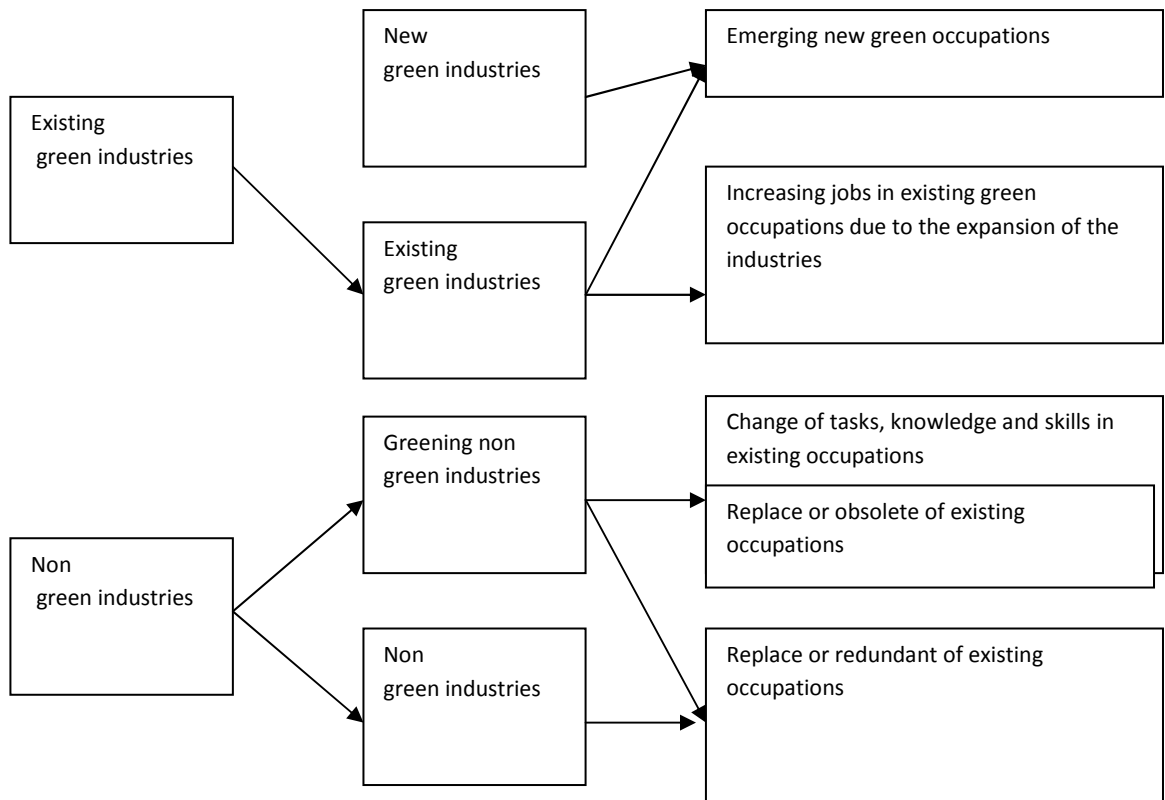 Existing
green industries
Non
green industries
New
green industries
Existing
green industries
Greening non
green industries
Non
green industries
Emerging new green occupations
Increasing jobs in existing green
occupations due to the expansion of the
industries
Change of tasks, knowledge and skills in
existing occupations
Replace or obsolete of existing
occupations
Replace or redundant of existing
occupations